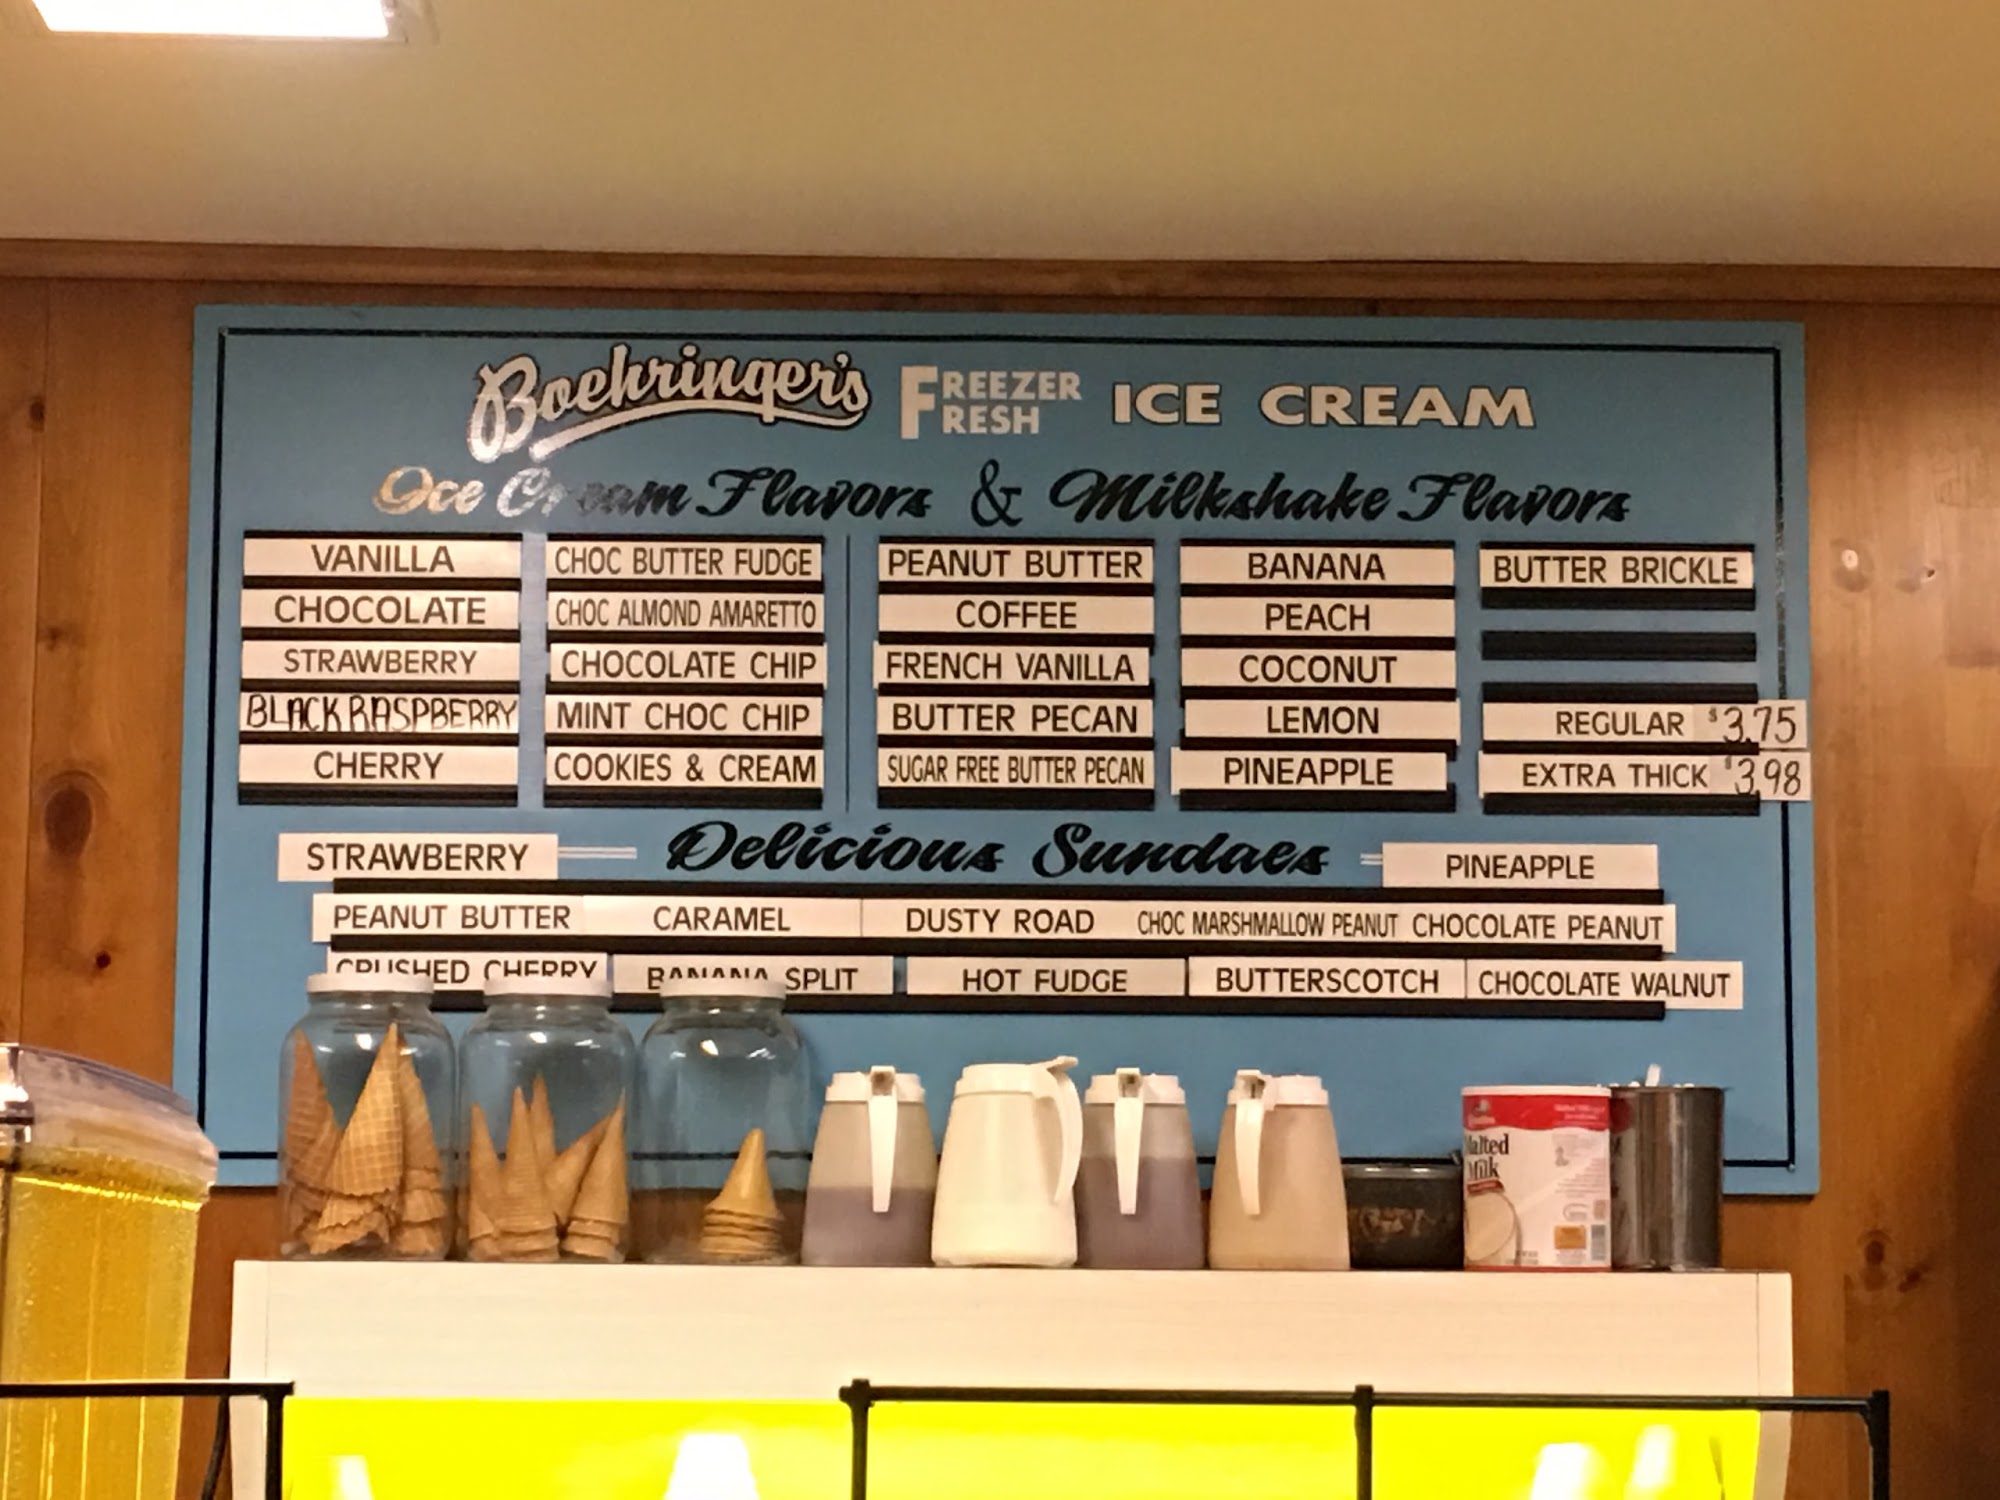 Boehringer's FREEZER FRESH ICE CREAM
Ice Cream Flavors & Milkshake Flavors
VANILLA
CHOCOLATE
STRAWBERRY
BLACK RASPBERRY
CHERRY
CHOC BUTTER FUDGE
CHOC ALMOND AMARETTO
CHOCOLATE CHIP
MINT CHOC CHIP
COOKIES & CREAM
PEANUT BUTTER
COFFEE
FRENCH VANILLA
BUTTER PECAN
SUGAR FREE BUTTER PECAN
BANANA
PEACH
COCONUT
LEMON
PINEAPPLE
BUTTER BRICKLE
REGULAR $3.75
EXTRA THICK $3.98
STRAWBERRY Delicious Sundaes PINEAPPLE
PEANUT BUTTER CARAMEL DUSTY ROAD CHOC MARSHMALLOW PEANUT CHOCOLATE PEANUT
CRUSHED CHERRY BANANA SPLIT HOT FUDGE BUTTERSCOTCH CHOCOLATE WALNUT
Malted
Milk